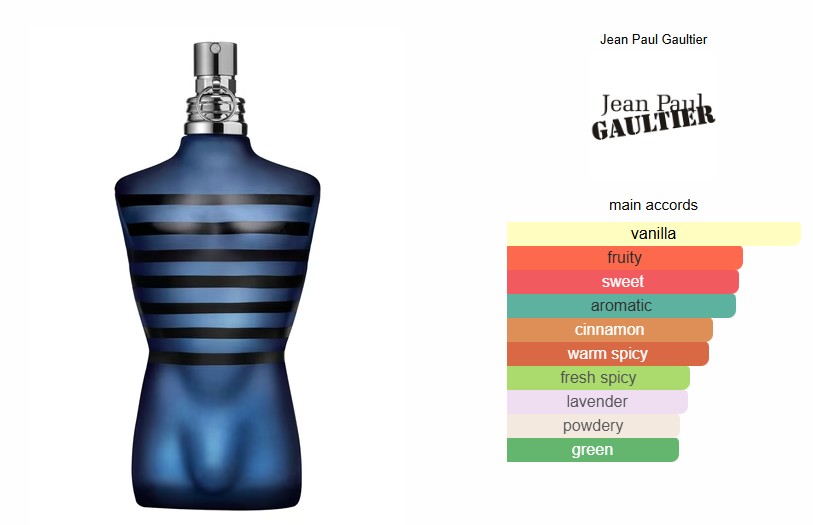 Jean Paul Gaultier
Jean Paul
GAULTIER
main accords
vanilla
fruity
sweet
aromatic
cinnamon
warm spicy
fresh spicy
lavender
powdery
green